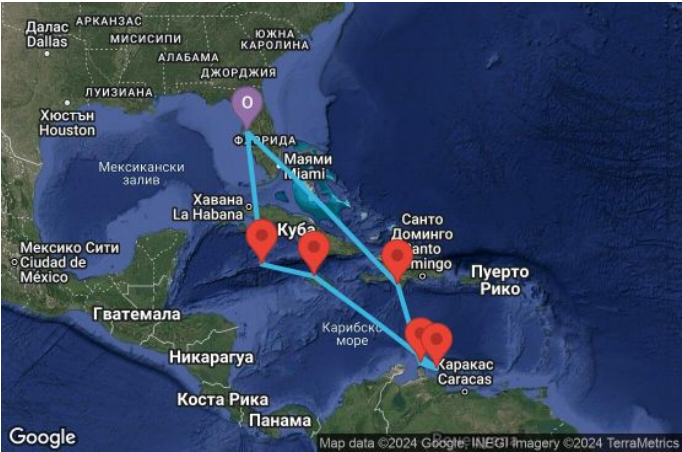 Далас
Dallas
АРКАНЗАС
МИСИСИПИ
АЛАБАМА
ЮЖНА
КАРОЛИНА
ДЖОРДЖИЯ
ЛУИЗИАНА
Хюстън
Houston
O
ФЛОРИДА
Маями
Miami
Мексикански
залив
Хавана
La Habana
Куба
Санто
Доминго
Santo
Domingo
Мексико Сити
Ciudad de
México
Пуерто
Рико
Гватемала
Карибско
море
Никарагуа
Каракас
Caracas
Коста Рика
Панама
Google
Map data ©2024 Google, INEGI Imagery ©2024 TerraMetrics